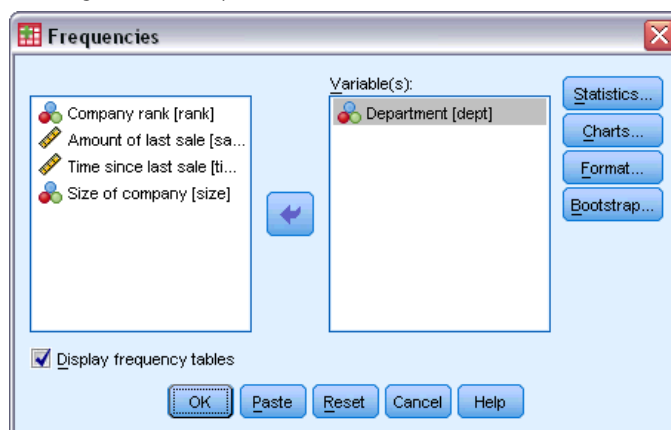 Frequencies
Variable(s):
Company rank [rank]
Amount of last sale [sa...
Time since last sale [ti...
Size of company [size]
Department [dept]
Statistics...
Charts...
Format...
Bootstrap...
Display frequency tables
OK
Paste
Reset
Cancel
Help